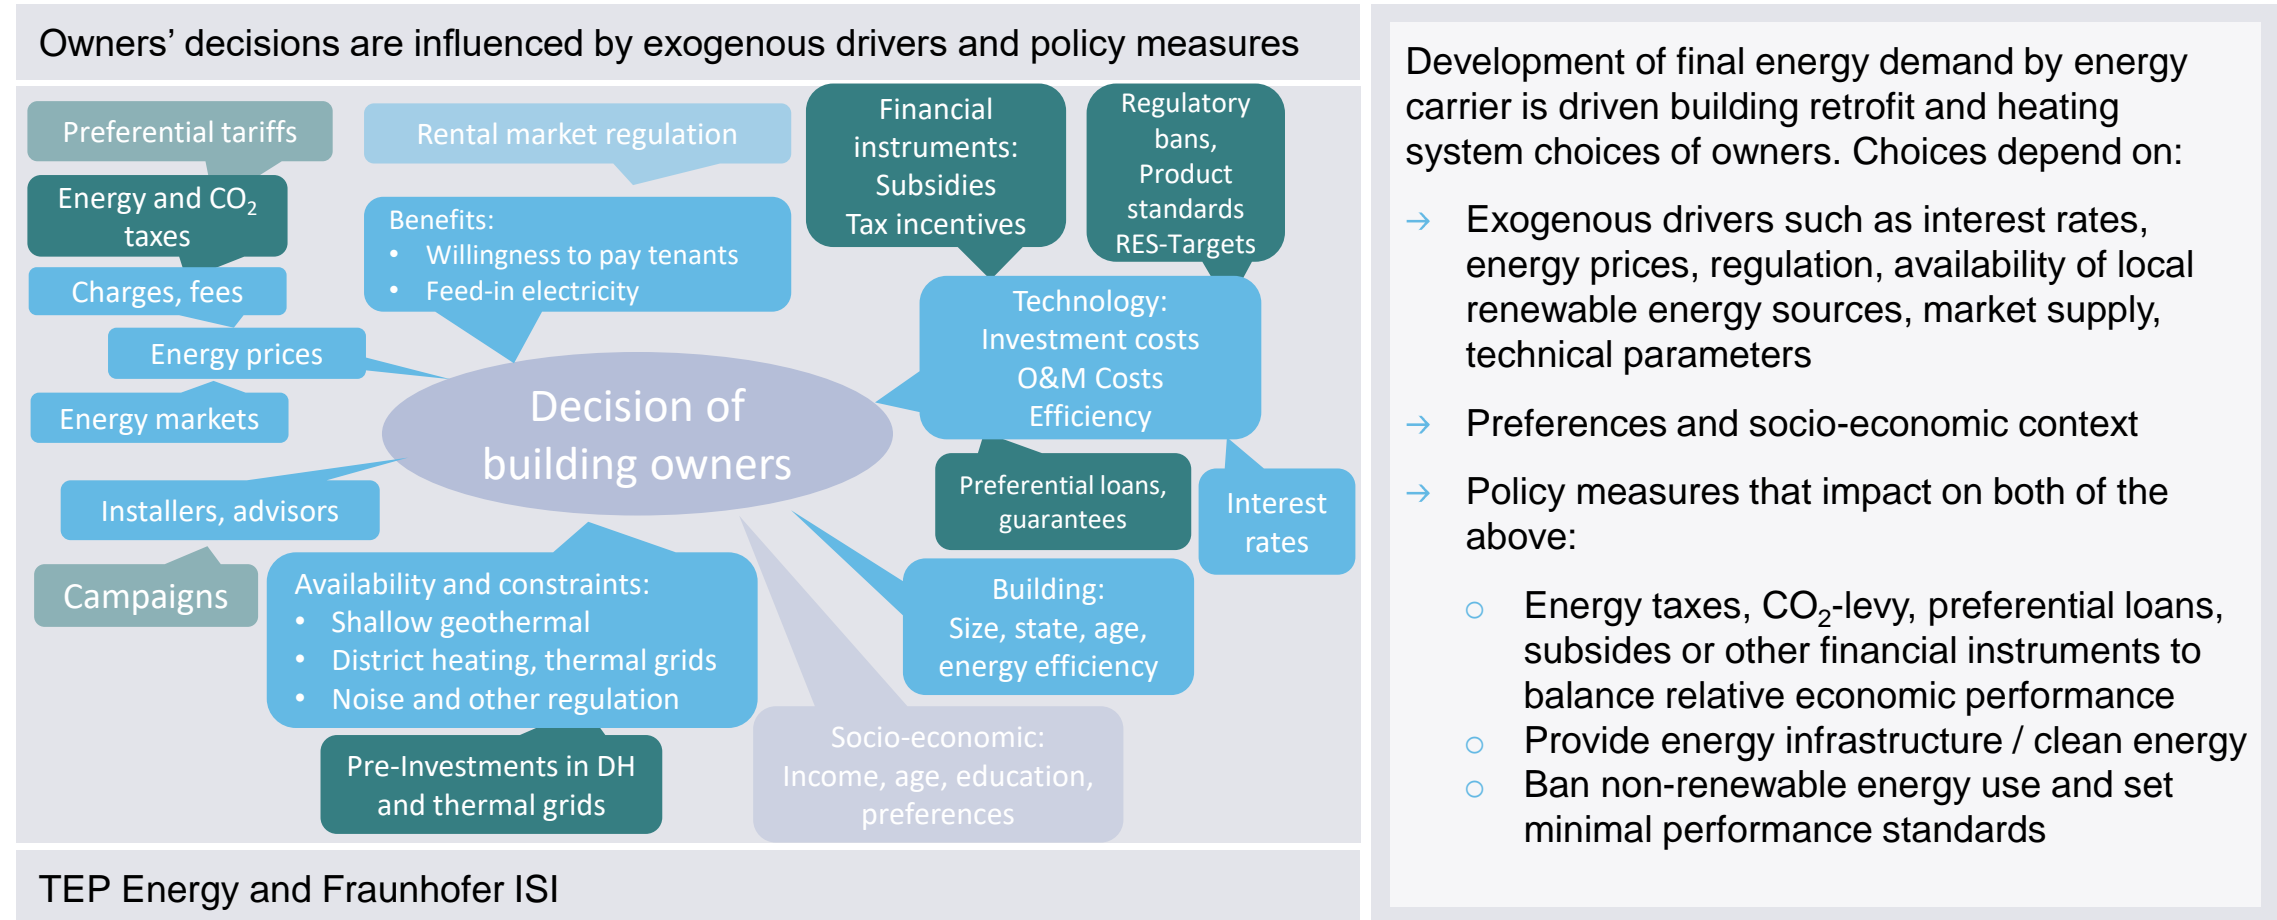 Owners’ decisions are influenced by exogenous drivers and policy measures
Preferential tariffs
Energy and CO₂
taxes
Charges, fees
Energy prices
Energy markets
Installers, advisors
Campaigns
Rental market regulation
Benefits:
• Willingness to pay tenants
• Feed-in electricity
Financial
instruments:
Subsidies
Tax incentives
Regulatory
bans,
Product
standards
RES-Targets
Technology:
Investment costs
O&M Costs
Efficiency
Decision of
building owners
Preferential loans,
guarantees
Interest
rates
Availability and constraints:
• Shallow geothermal
• District heating, thermal grids
• Noise and other regulation
Building:
Size, state, age,
energy efficiency
Pre-Investments in DH
and thermal grids
Socio-economic:
Income, age, education,
preferences
TEP Energy and Fraunhofer ISI
Development of final energy demand by energy
carrier is driven building retrofit and heating
system choices of owners. Choices depend on:
→ Exogenous drivers such as interest rates,
energy prices, regulation, availability of local
renewable energy sources, market supply,
technical parameters
→ Preferences and socio-economic context
→ Policy measures that impact on both of the
above:
○ Energy taxes, CO₂-levy, preferential loans,
subsides or other financial instruments to
balance relative economic performance
○ Provide energy infrastructure / clean energy
○ Ban non-renewable energy use and set
minimal performance standards